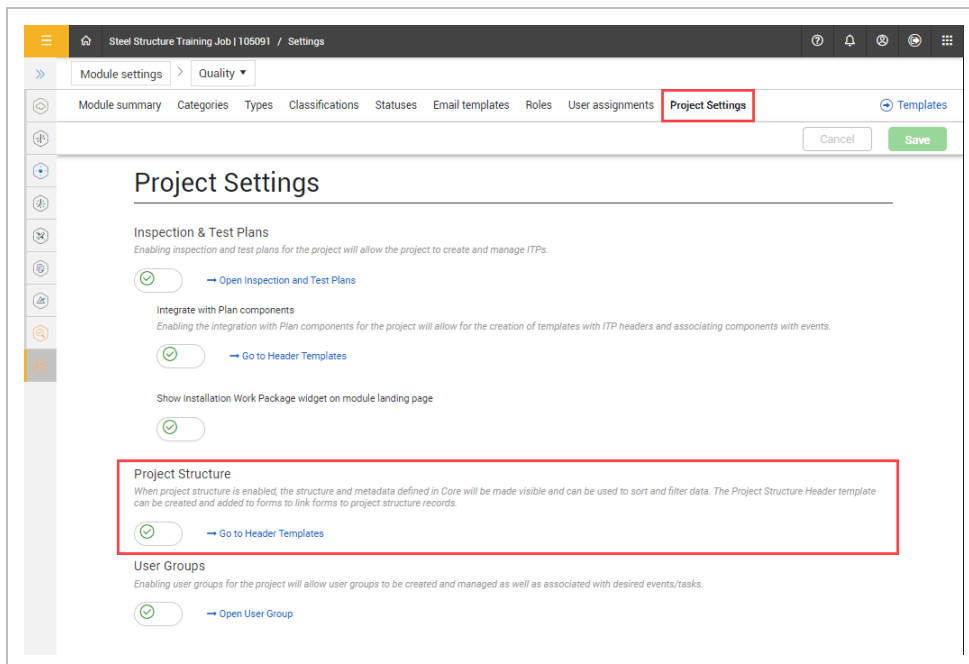 Steel Structure Training Job | 105091 / Settings
Module settings > Quality ▼
Module summary Categories Types Classifications Statuses Email templates Roles User assignments Project Settings Templates
Cancel Save
Project Settings
Inspection & Test Plans
Enabling inspection and test plans for the project will allow the project to create and manage ITPs.
→ Open Inspection and Test Plans
Integrate with Plan components
Enabling the integration with Plan components for the project will allow for the creation of templates with ITP headers and associating components with events.
→ Go to Header Templates
Show Installation Work Package widget on module landing page
Project Structure
When project structure is enabled, the structure and metadata defined in Core will be made visible and can be used to sort and filter data. The Project Structure Header template
can be created and added to forms to link forms to project structure records.
→ Go to Header Templates
User Groups
Enabling user groups for the project will allow user groups to be created and managed as well as associated with desired events/tasks.
→ Open User Group